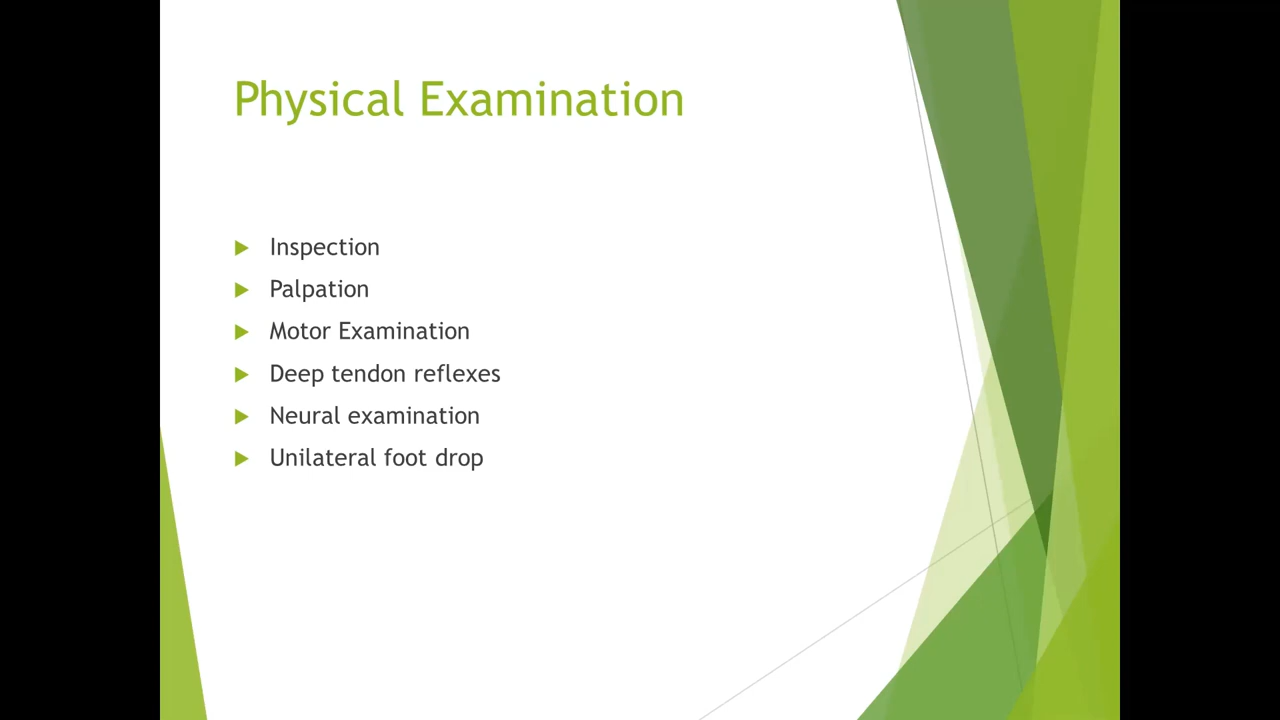 Physical Examination
Inspection
Palpation
Motor Examination
Deep tendon reflexes
Neural examination
Unilateral foot drop